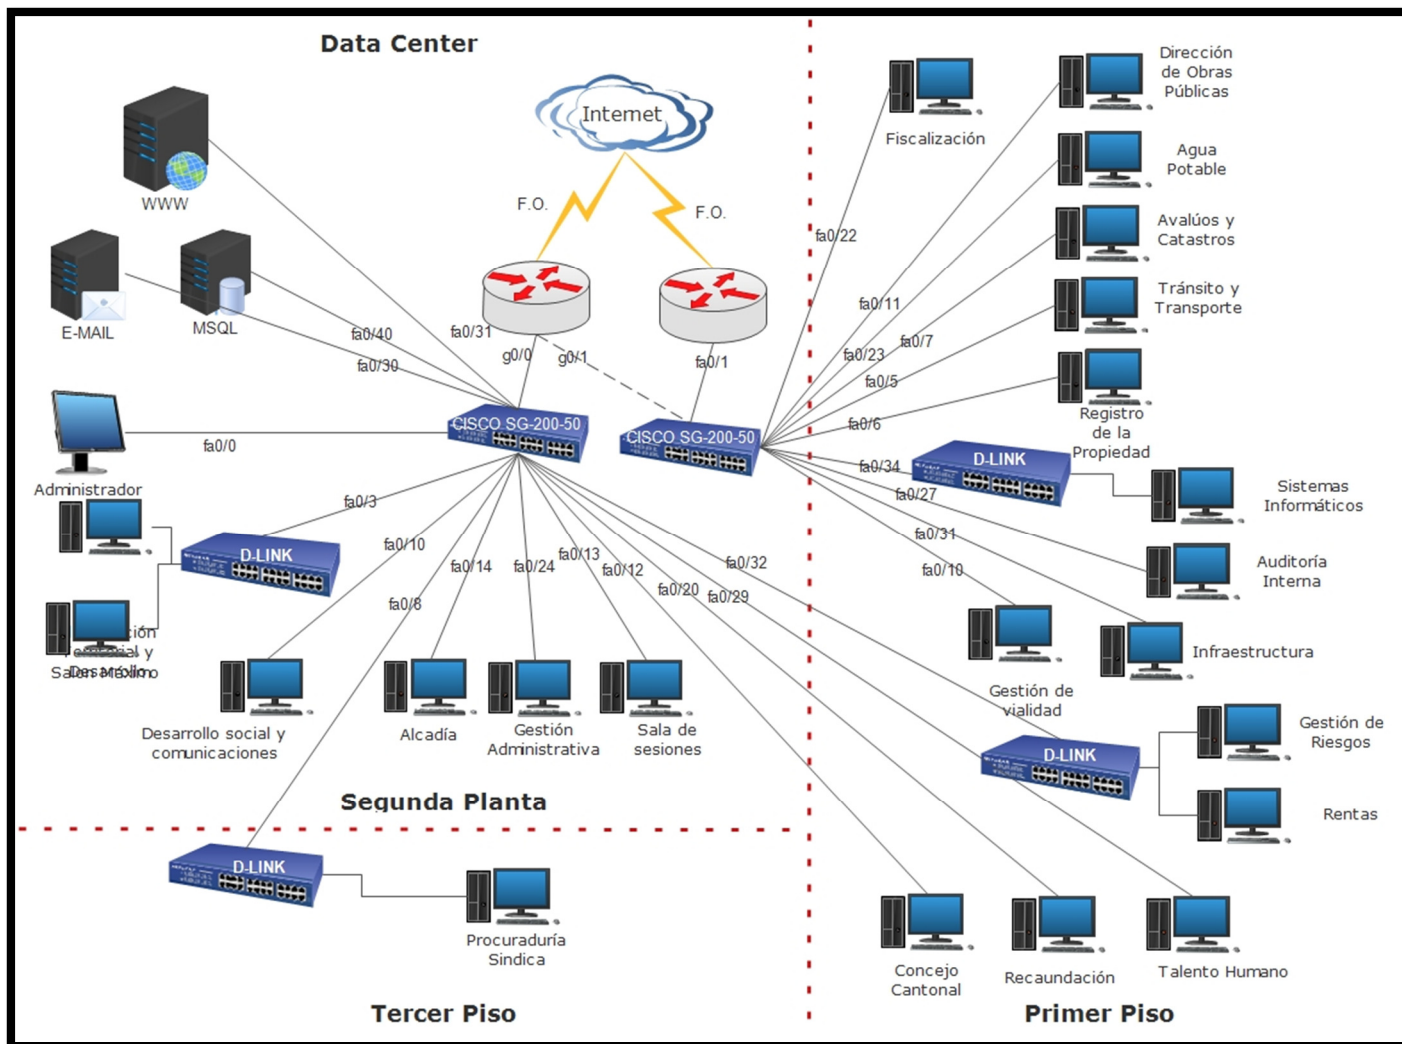 Data Center
Internet
F.O.
F.O.
WWW
E-MAIL
MSQL
fa0/40
fa0/30
fa0/31
g0/0
g0/1
fa0/1
CISCO SG-200-50
CISCO SG-200-50
fa0/0
Administrador
fa0/3
D-LINK
Territorial y
Desarrollo
Salón Máximo
fa0/10
fa0/14
fa0/8
fa0/24
fa0/13
fa0/12
fa0/20
fa0/29
fa0/32
Desarrollo social y
comunicaciones
Alcadía
Gestión
Administrativa
Sala de
sesiones
Segunda Planta
D-LINK
Procuraduría
Sindica
Tercer Piso
Fiscalización
Dirección
de Obras
Públicas
Agua
Potable
Avalúos y
Catastros
Tránsito y
Transporte
Registro
de la
Propiedad
fa0/22
fa0/11
fa0/23
fa0/7
fa0/5
fa0/6
fa0/34
fa0/27
fa0/31
fa0/10
D-LINK
Sistemas
Informáticos
Auditoría
Interna
Infraestructura
Gestión de
vialidad
D-LINK
Gestión de
Riesgos
Rentas
Concejo
Cantonal
Recaundación
Talento Humano
Primer Piso